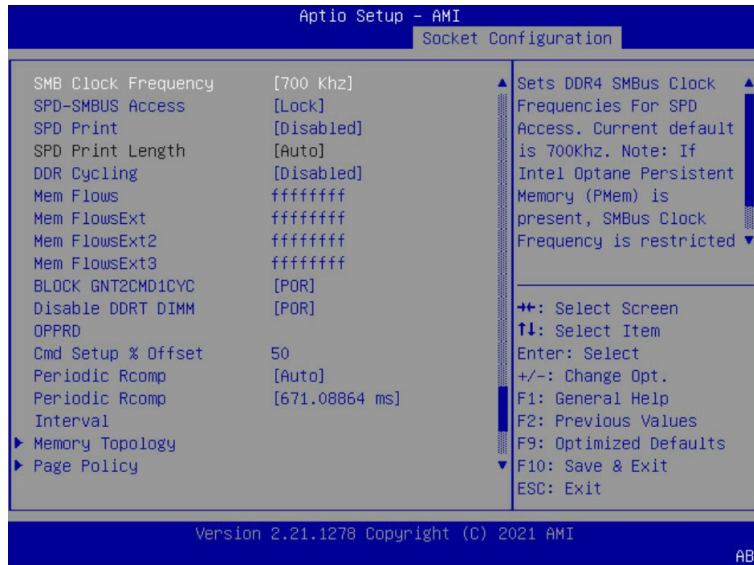 Aptio Setup – AMI
Socket Configuration
SMB Clock Frequency [700 Khz]
SPD-SMBUS Access [Lock]
SPD Print [Disabled]
SPD Print Length [Auto]
DDR Cycling [Disabled]
Mem Flows ffffffff
Mem FlowsExt ffffffff
Mem FlowsExt2 ffffffff
Mem FlowsExt3 ffffffff
BLOCK GNT2CMD1CYC [POR]
Disable DDRT DIMM [POR]
OPPRD
Cmd Setup % Offset 50
Periodic Rcomp [Auto]
Periodic Rcomp [671.08864 ms]
Interval
Memory Topology
Page Policy
Sets DDR4 SMBus Clock
Frequencies For SPD
Access. Current default
is 700Khz. Note: If
Intel Optane Persistent
Memory (PMem) is
present, SMBus Clock
Frequency is restricted
→←: Select Screen
↑↓: Select Item
Enter: Select
+/-: Change Opt.
F1: General Help
F2: Previous Values
F9: Optimized Defaults
F10: Save & Exit
ESC: Exit
Version 2.21.1278 Copyright (C) 2021 AMI
AB